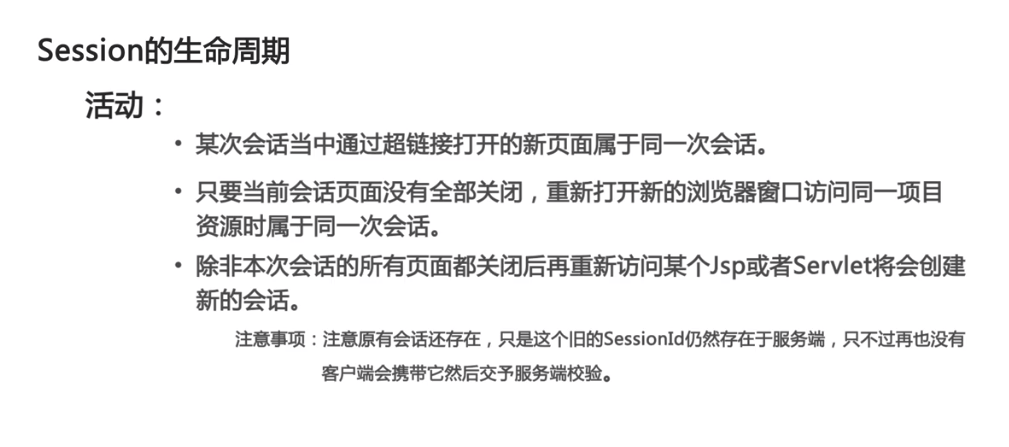 Session的生命周期
活动：
• 某次会话当中通过超链接打开的新页面属于同一次会话。
• 只要当前会话页面没有全部关闭，重新打开新的浏览器窗口访问同一项目
资源时属于同一次会话。
• 除非本次会话的所有页面都关闭后再重新访问某个Jsp或者Servlet将会创建
新的会话。
注意事项：注意原有会话还存在，只是这个旧的SessionId仍然存在于服务端，只不过再也没有
客户端会携带它然后交予服务端校验。